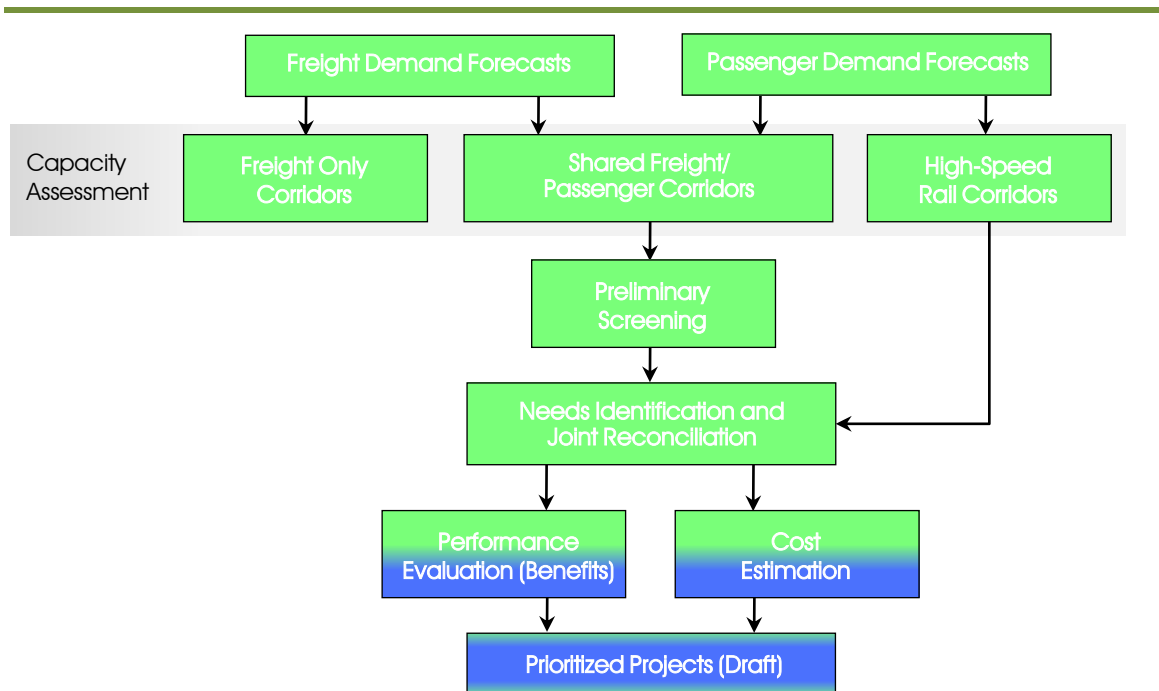 Freight Demand Forecasts
Passenger Demand Forecasts
Capacity
Assessment
Freight Only
Corridors
Shared Freight/
Passenger Corridors
High-Speed
Rail Corridors
Preliminary
Screening
Needs Identification and
Joint Reconciliation
Performance
Evaluation (Benefits)
Cost
Estimation
Prioritized Projects (Draft)